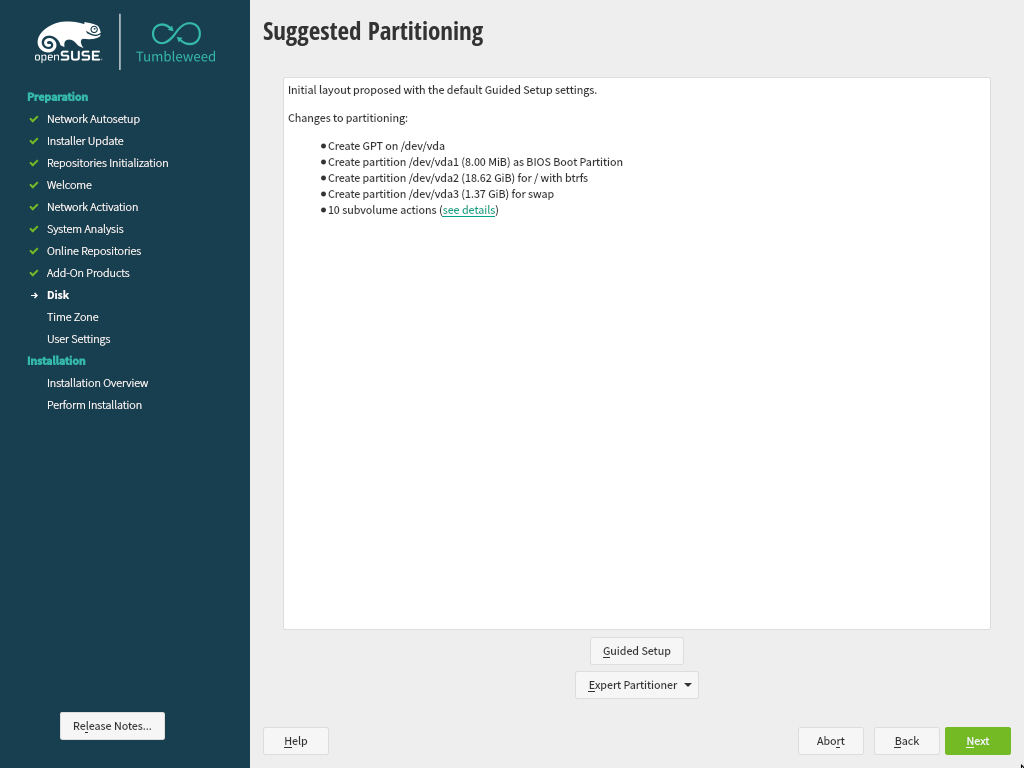 openSUSE
Tumbleweed
Preparation
Network Autosetup
Installer Update
Repositories Initialization
Welcome
Network Activation
System Analysis
Online Repositories
Add-On Products
Disk
Time Zone
User Settings
Installation
Installation Overview
Perform Installation
Release Notes...
Suggested Partitioning
Initial layout proposed with the default Guided Setup settings.
Changes to partitioning:
• Create GPT on /dev/vda
• Create partition /dev/vda1 (8.00 MiB) as BIOS Boot Partition
• Create partition /dev/vda2 (18.62 GiB) for / with btrfs
• Create partition /dev/vda3 (1.37 GiB) for swap
• 10 subvolume actions (see details)
Guided Setup
Expert Partitioner
Help
Abort
Back
Next